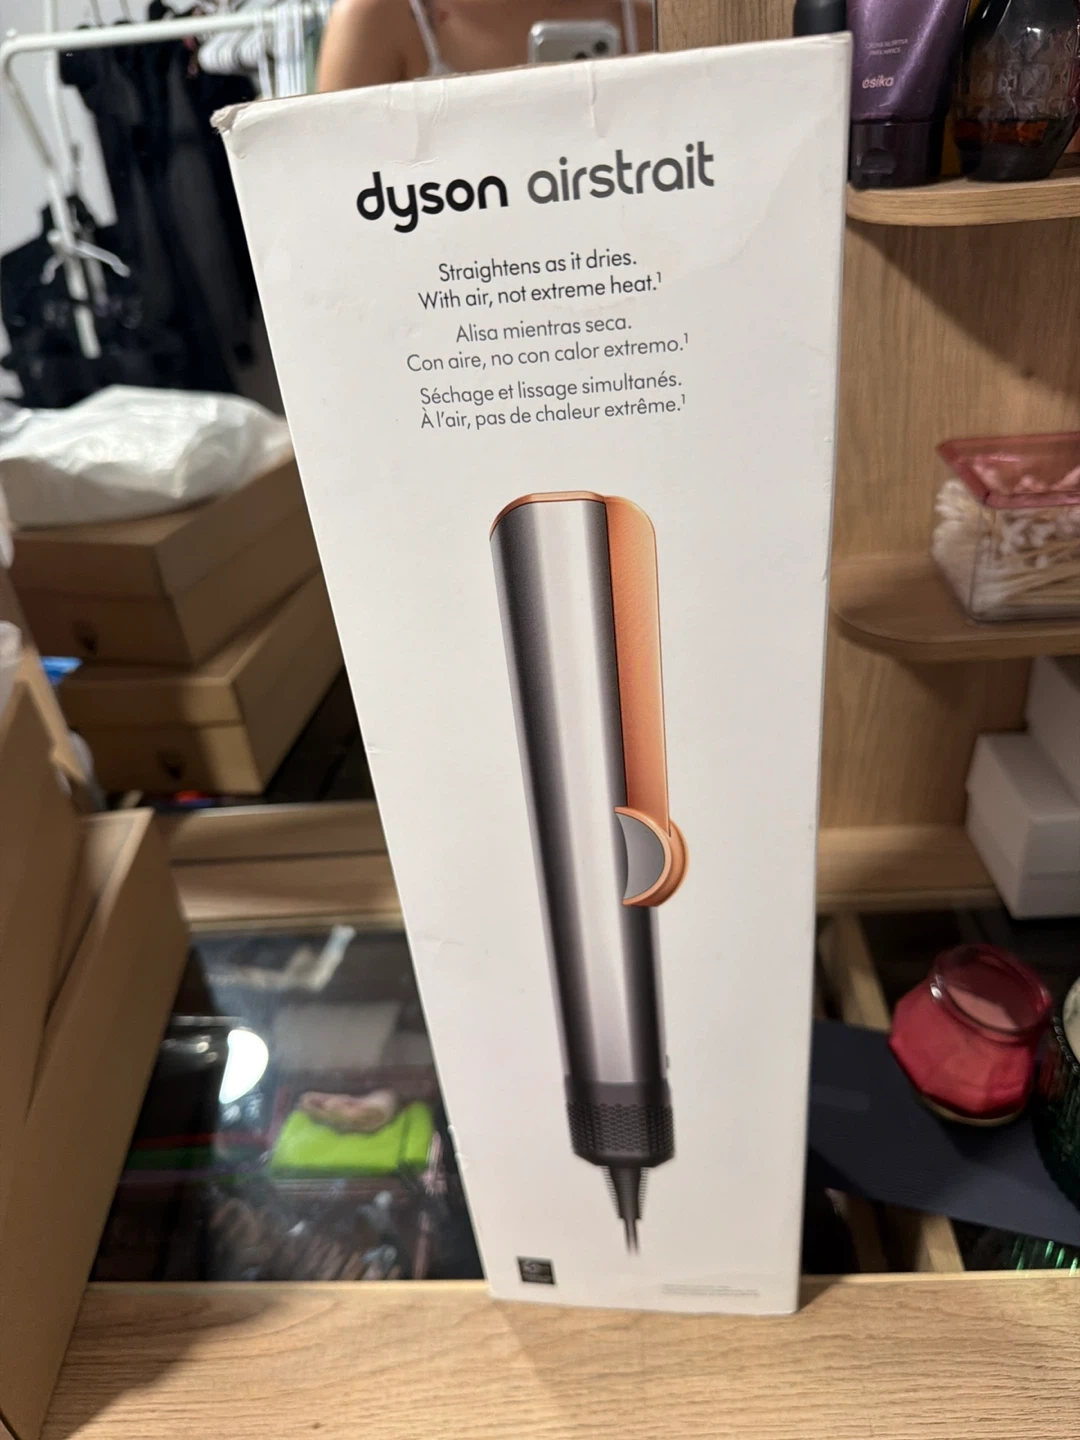 dyson airstrait
Straightens as it dries.
With air, not extreme heat.¹
Alisa mientras seca.
Con aire, no con calor extremo.¹
Séchage et lissage simultanés.
À l'air, pas de chaleur extrême.¹
ésika